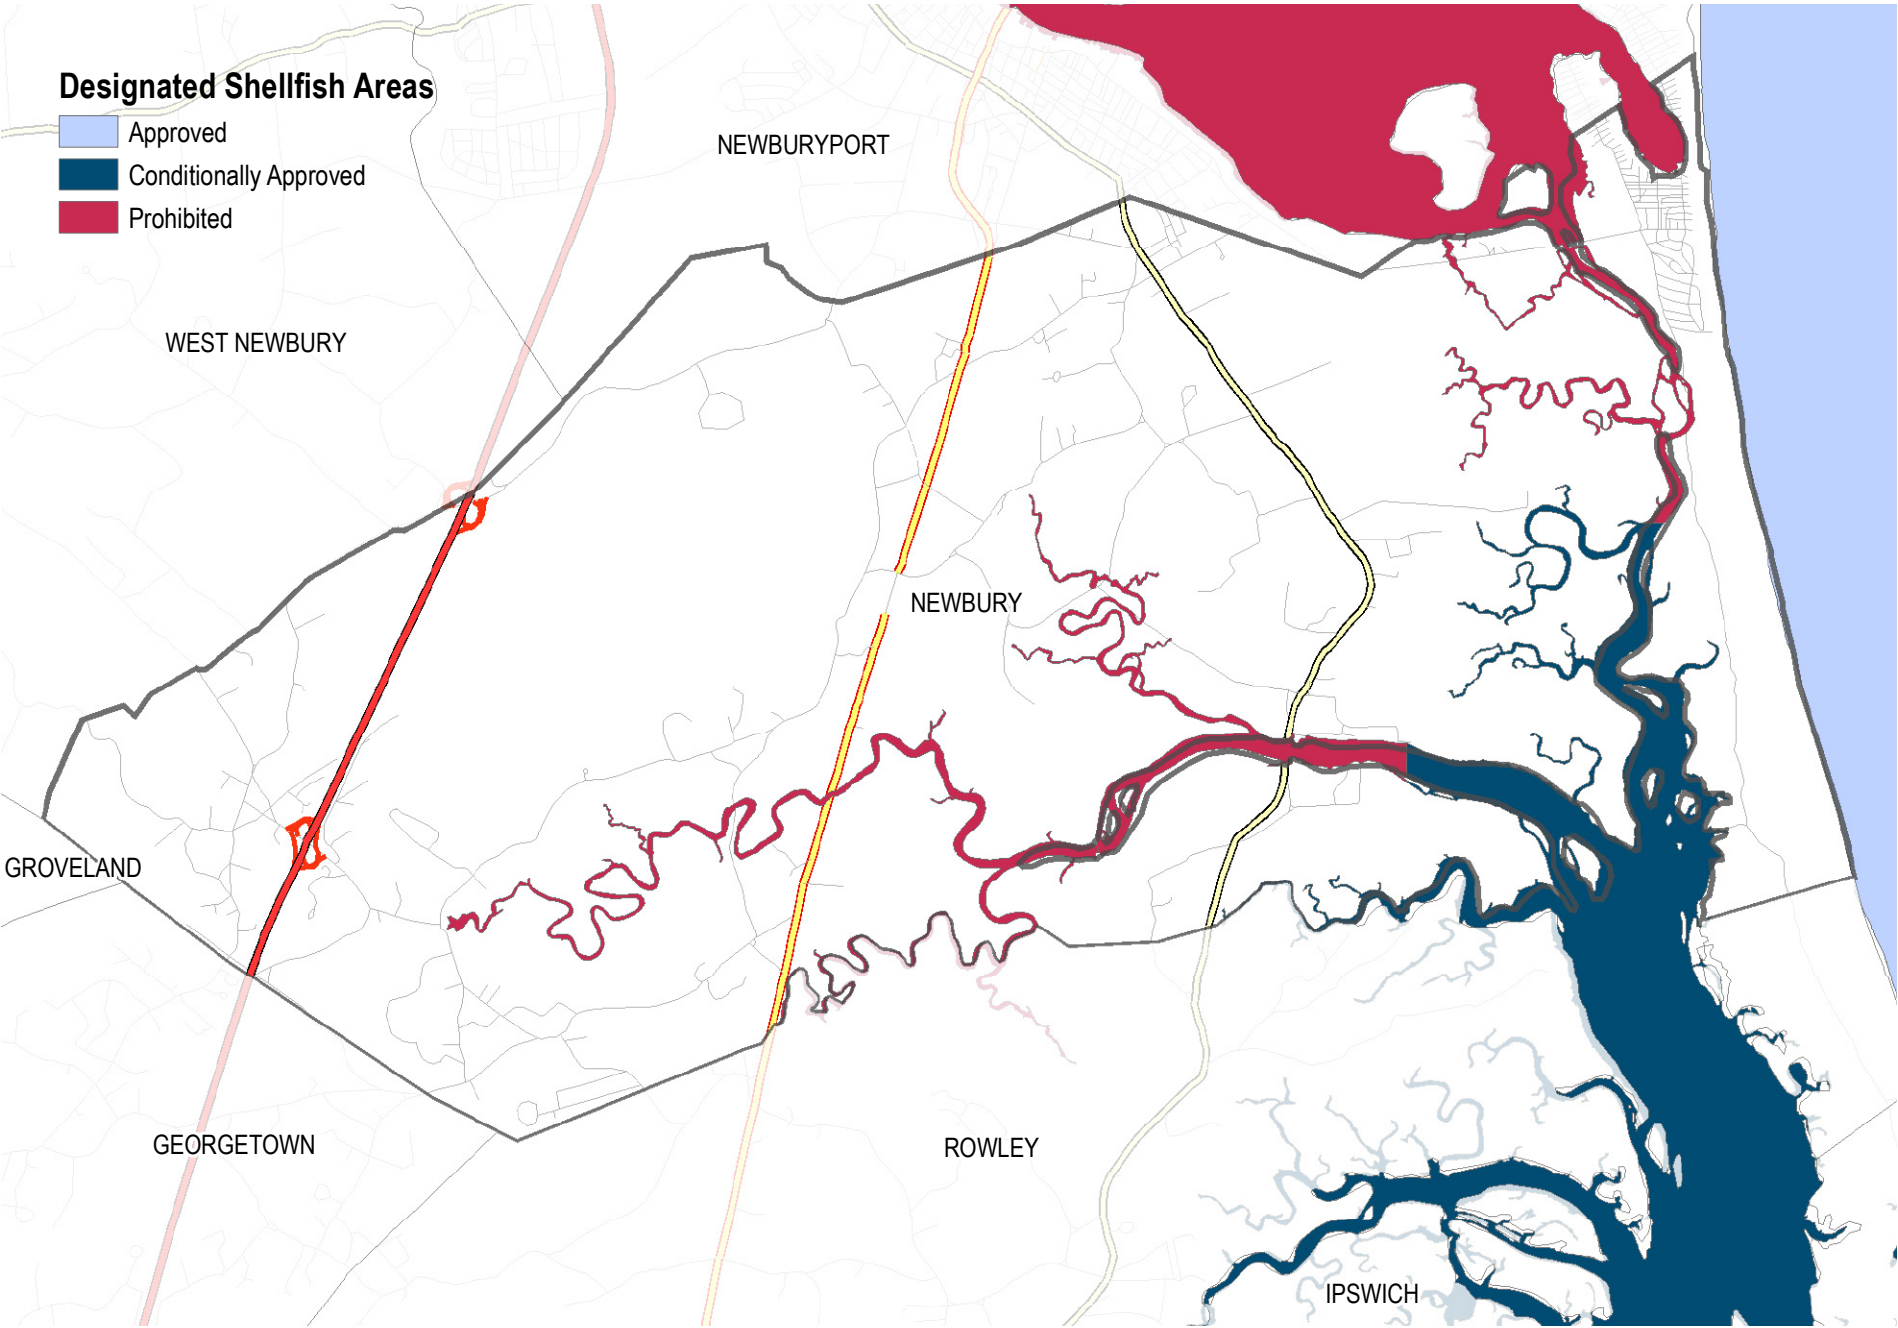 Designated Shellfish Areas
Approved
Conditionally Approved
Prohibited
NEWBURYPORT
WEST NEWBURY
NEWBURY
GROVELAND
GEORGETOWN
ROWLEY
IPSWICH